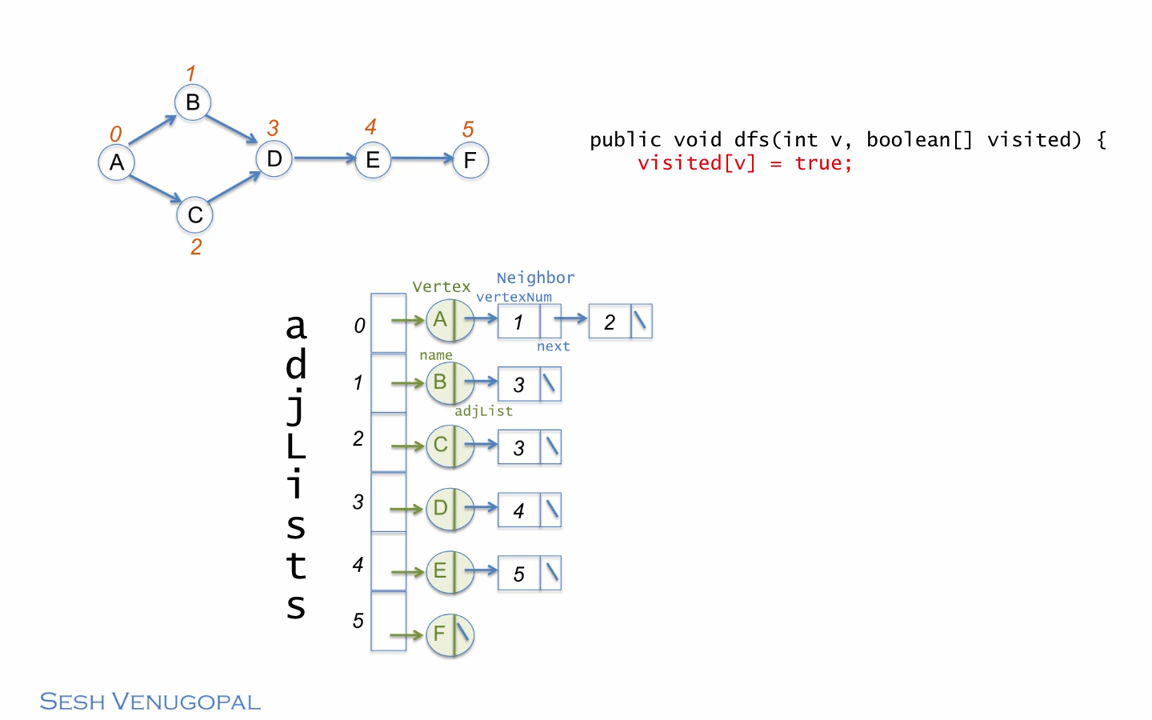 1
B
0
A
3
D
4
E
5
F
C
2
public void dfs(int v, boolean[] visited) {
visited[v] = true;
adjLists
Vertex
Neighbor
vertexNum
0
A
1
2
next
name
1
B
3
adjList
2
C
3
3
D
4
4
E
5
5
F
SESH VENUGOPAL